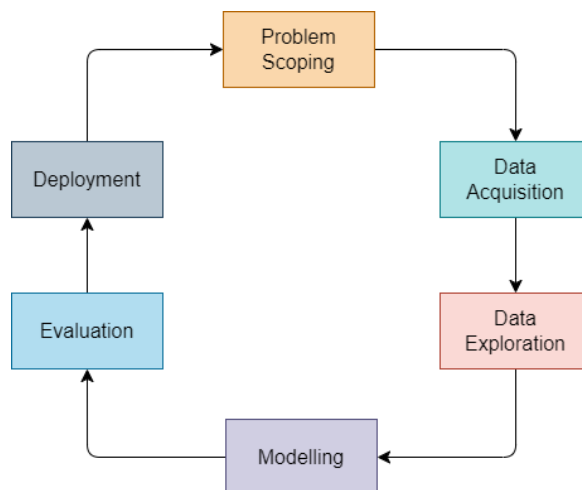 Problem
Scoping
Data
Acquisition
Data
Exploration
Modelling
Evaluation
Deployment